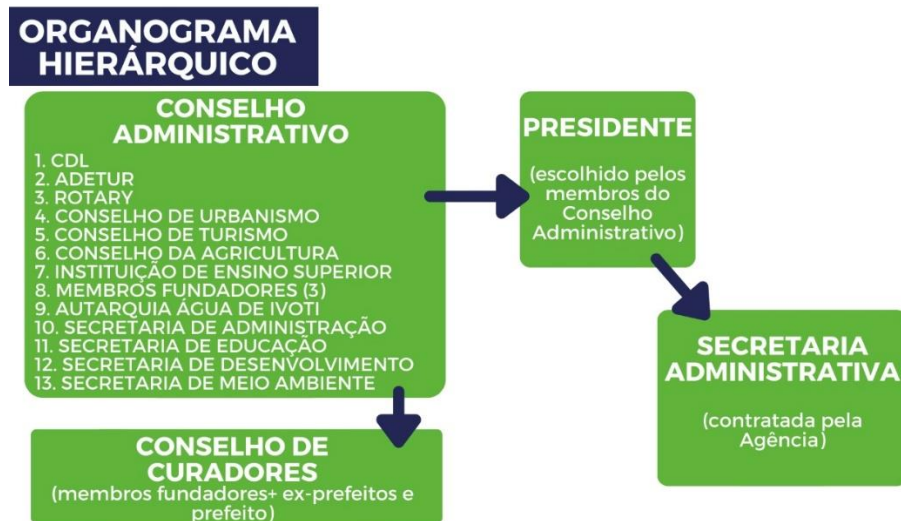 ORGANOGRAMA
HIERÁRQUICO
CONSELHO
ADMINISTRATIVO
1. CDL
2. ADETUR
3. ROTARY
4. CONSELHO DE URBANISMO
5. CONSELHO DE TURISMO
6. CONSELHO DA AGRICULTURA
7. INSTITUIÇÃO DE ENSINO SUPERIOR
8. MEMBROS FUNDADORES (3)
9. AUTARQUIA ÁGUA DE IVOTI
10. SECRETARIA DE ADMINISTRAÇÃO
11. SECRETARIA DE EDUCAÇÃO
12. SECRETARIA DE DESENVOLVIMENTO
13. SECRETARIA DE MEIO AMBIENTE
PRESIDENTE
(escolhido pelos
membros do
Conselho
Administrativo)
SECRETARIA
ADMINISTRATIVA
(contratada pela
Agência)
CONSELHO DE
CURADORES
(membros fundadores+ ex-prefeitos e
prefeito)